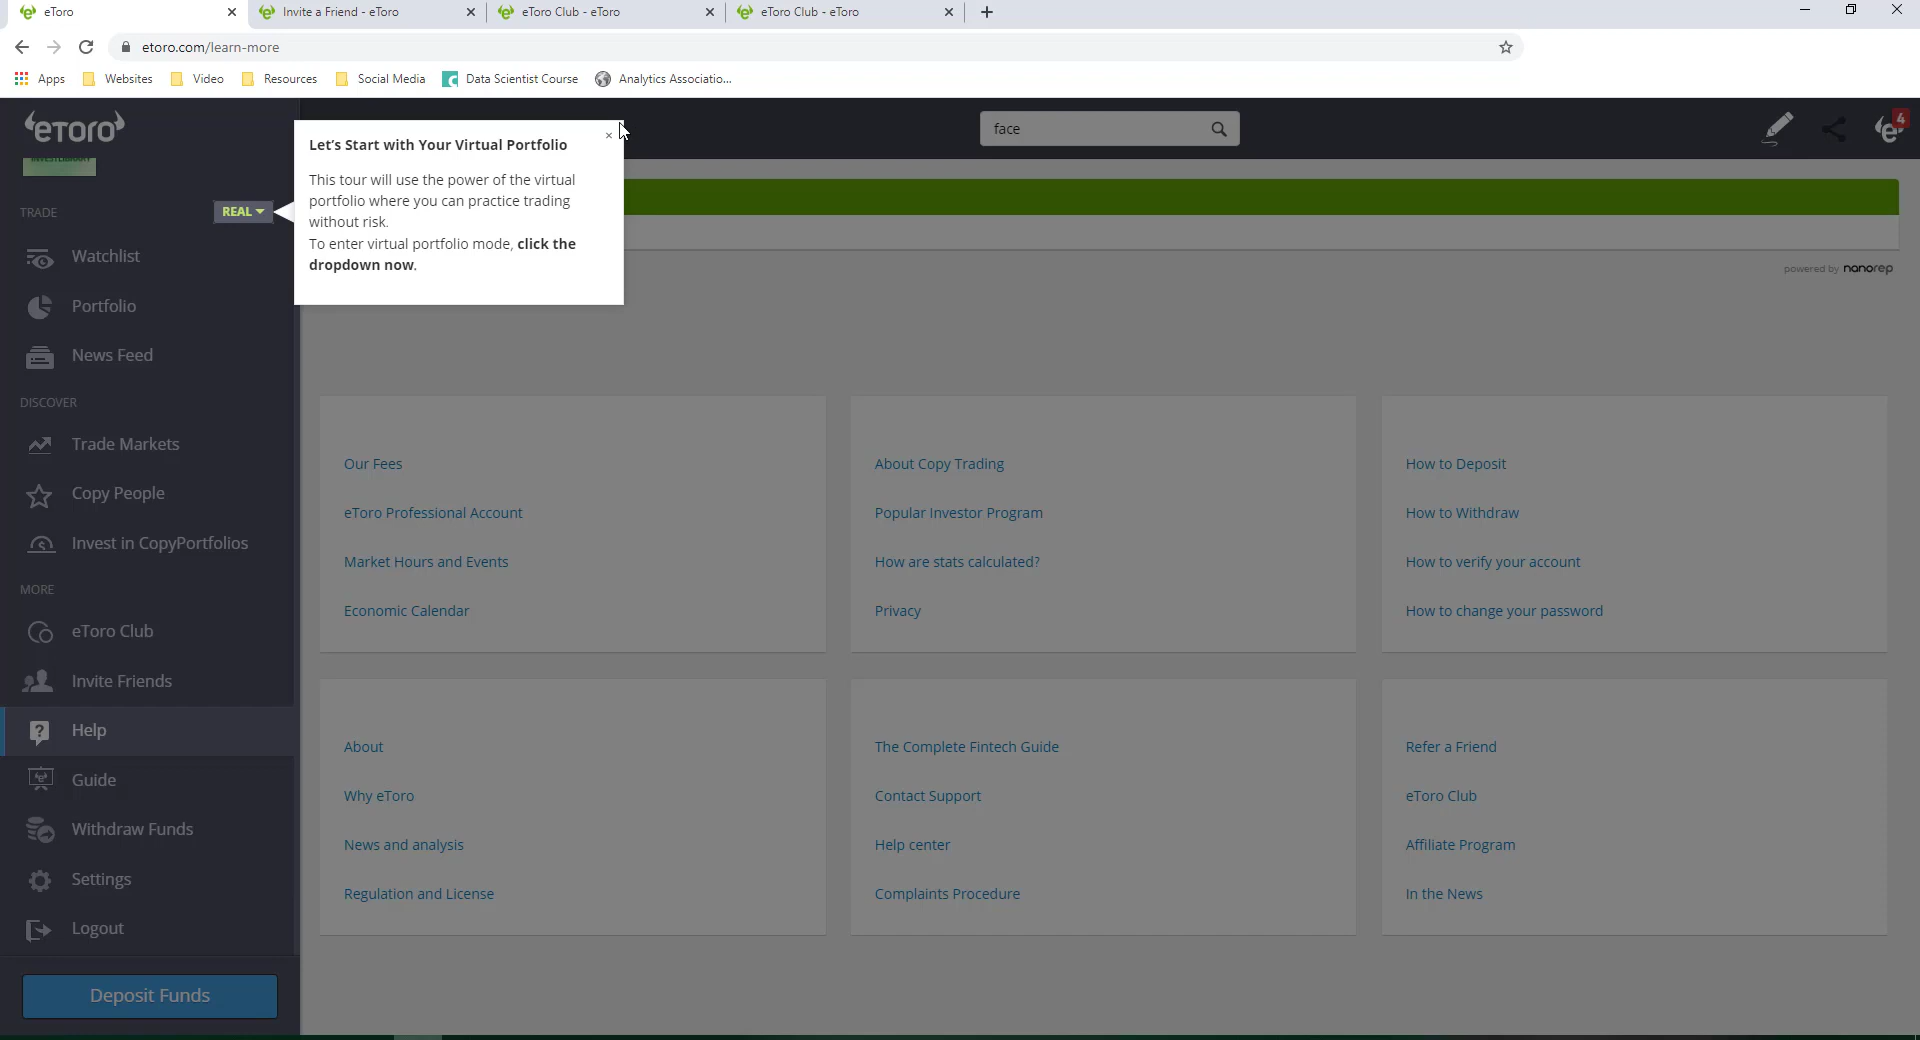 eToro
Invite a Friend - eToro
eToro Club - eToro
eToro Club - eToro
etoro.com/learn-more
Apps
Websites
Video
Resources
Social Media
Data Scientist Course
Analytics Associatio...
eToro
face
4
Let's Start with Your Virtual Portfolio
This tour will use the power of the virtual
portfolio where you can practice trading
without risk.
To enter virtual portfolio mode, click the
dropdown now.
TRADE
REAL
Watchlist
Portfolio
News Feed
DISCOVER
Trade Markets
Copy People
Invest in CopyPortfolios
MORE
eToro Club
Invite Friends
Help
Guide
Withdraw Funds
Settings
Logout
Deposit Funds
powered by nanorep
Our Fees
eToro Professional Account
Market Hours and Events
Economic Calendar
About Copy Trading
Popular Investor Program
How are stats calculated?
Privacy
How to Deposit
How to Withdraw
How to verify your account
How to change your password
About
Why eToro
News and analysis
Regulation and License
The Complete Fintech Guide
Contact Support
Help center
Complaints Procedure
Refer a Friend
eToro Club
Affiliate Program
In the News